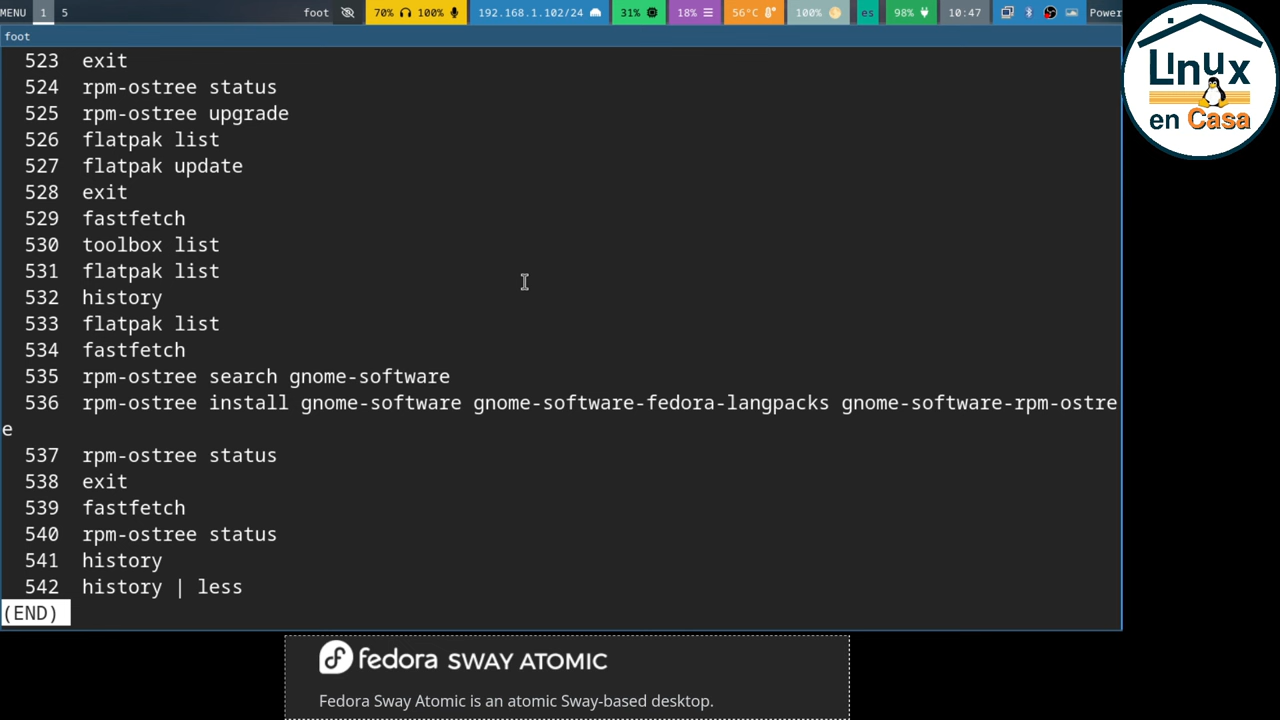 MENU 1 5 foot 70% 100% 192.168.1.102/24 31% 18% 56°C 100% es 98% 10:47 Power
foot
523 exit
524 rpm-ostree status
525 rpm-ostree upgrade
526 flatpak list
527 flatpak update
528 exit
529 fastfetch
530 toolbox list
531 flatpak list
532 history
533 flatpak list
534 fastfetch
535 rpm-ostree search gnome-software
536 rpm-ostree install gnome-software gnome-software-fedora-langpacks gnome-software-rpm-ostre
e
537 rpm-ostree status
538 exit
539 fastfetch
540 rpm-ostree status
541 history
542 history | less
(END)
Linux
en Casa
fedora SWAY ATOMIC
Fedora Sway Atomic is an atomic Sway-based desktop.